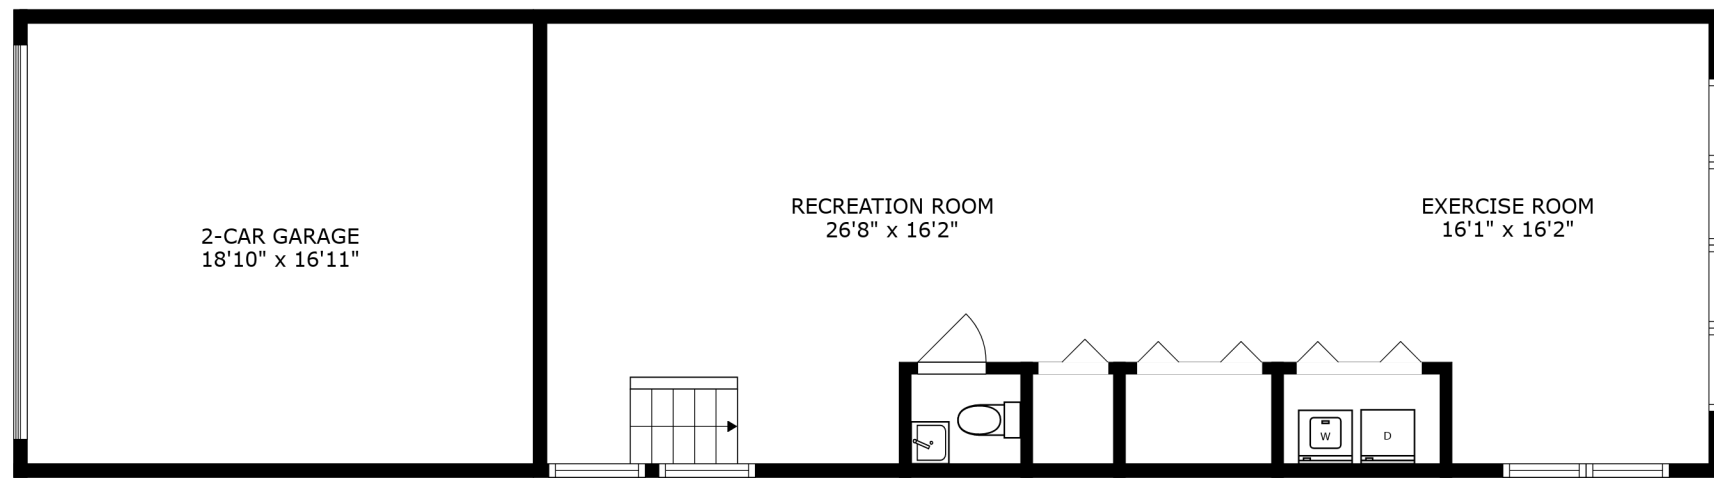 RECREATION ROOM
26'8" x 16'2"
EXERCISE ROOM
16'1" x 16'2"
2-CAR GARAGE
18'10" x 16'11"
W
D